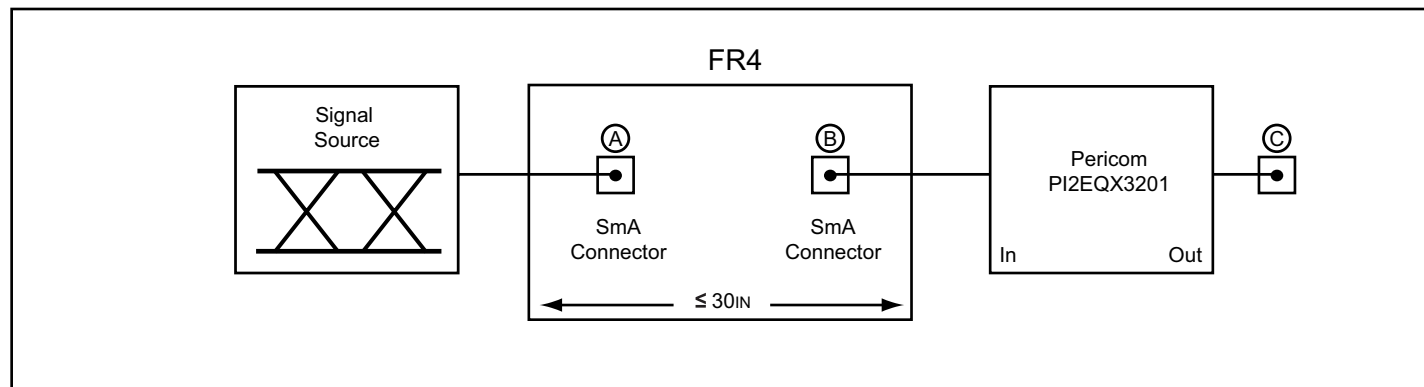 FR4
Signal
Source
A
B
C
Pericom
PI2EQX3201
SmA
Connector
SmA
Connector
In
Out
≤ 30IN